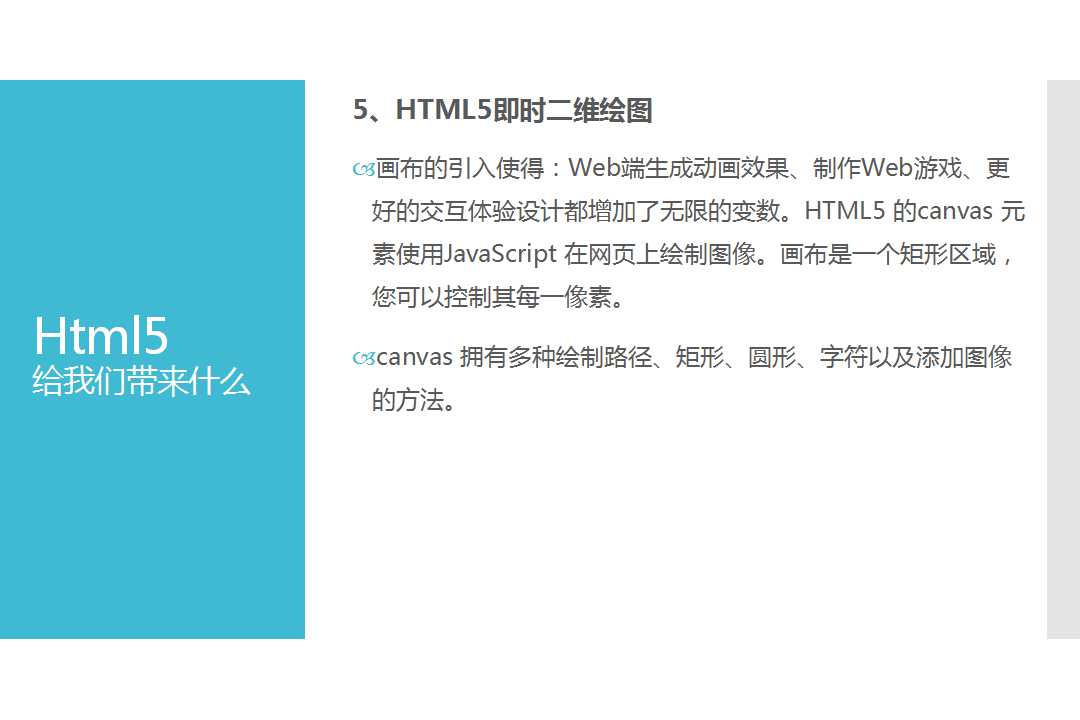 Html5
给我们带来什么
5、HTML5即时二维绘图
画布的引入使得：Web端生成动画效果、制作Web游戏、更
好的交互体验设计都增加了无限的变数。HTML5 的canvas 元
素使用JavaScript 在网页上绘制图像。画布是一个矩形区域，
您可以控制其每一像素。
canvas 拥有多种绘制路径、矩形、圆形、字符以及添加图像
的方法。